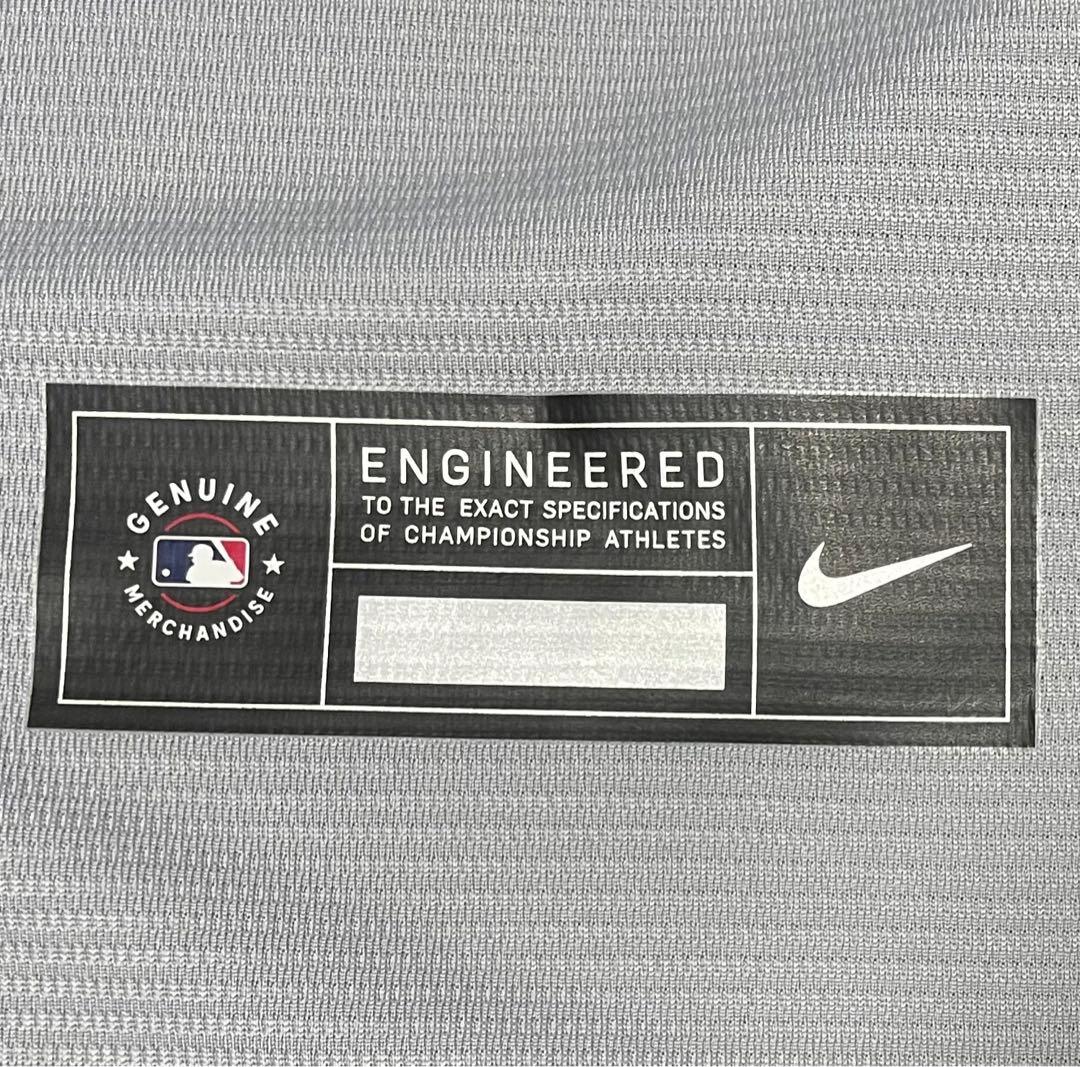 GENUINE
MERCHANDISE
ENGINEERED
TO THE EXACT SPECIFICATIONS
OF CHAMPIONSHIP ATHLETES